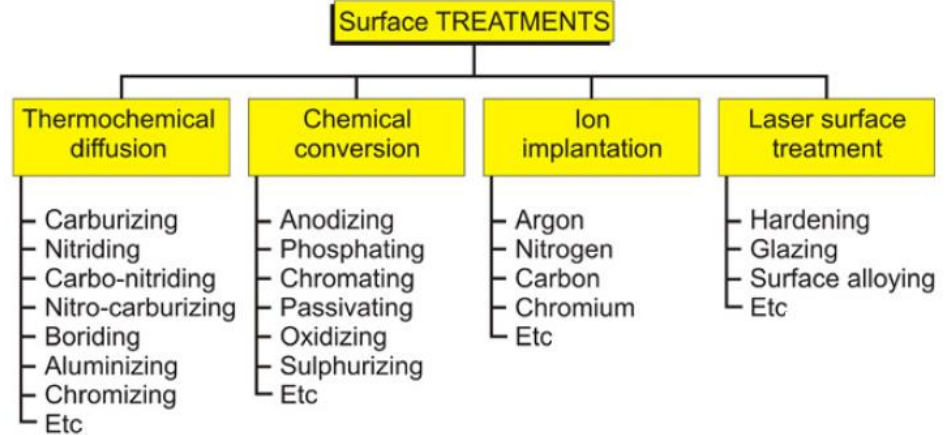 Surface TREATMENTS
Thermochemical
diffusion
Carburizing
Nitriding
Carbo-nitriding
Nitro-carburizing
Boriding
Aluminizing
Chromizing
Etc
Chemical
conversion
Anodizing
Phosphating
Chromating
Passivating
Oxidizing
Sulphurizing
Etc
Ion
implantation
Argon
Nitrogen
Carbon
Chromium
Etc
Laser surface
treatment
Hardening
Glazing
Surface alloying
Etc